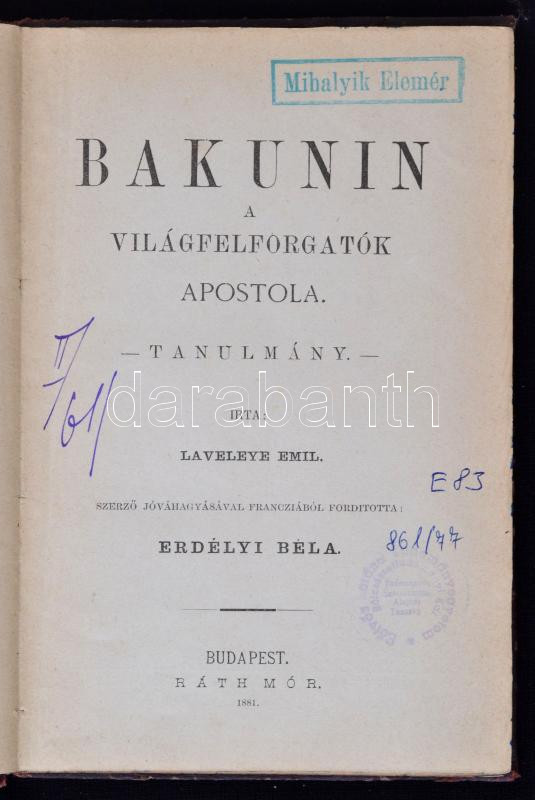 Mihalyik Elemér
BAKUNIN
A
VILÁGFELFORGATÓK
APOSTOLA.
— TANULMÁNY. —
II/61
darabanth
IRTA:
LAVELEYE EMIL.
E 83
SZERZŐ JÓVÁHAGYÁSÁVAL FRANCZIÁBÓL FORDITOTTA:
861/77
ERDÉLYI BÉLA.
BUDAPEST.
RÁTH MÓR.
1881.